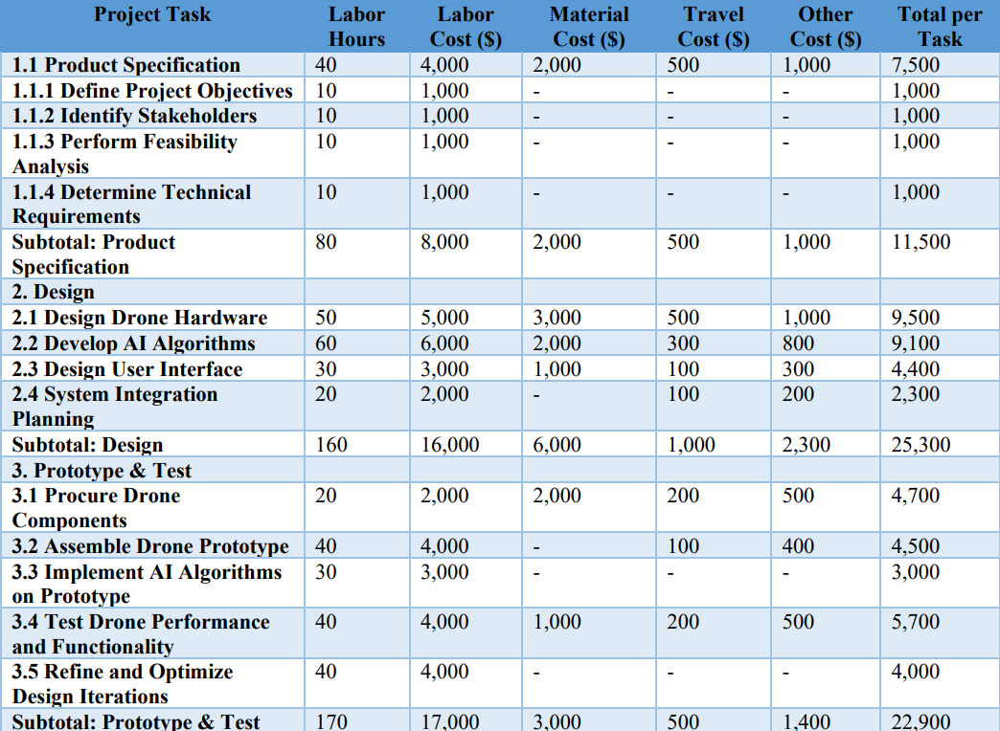 Project Task Labor Hours Labor Cost ($) Material Cost ($) Travel Cost ($) Other Cost ($) Total per Task
1.1 Product Specification 40 4,000 2,000 500 1,000 7,500
1.1.1 Define Project Objectives 10 1,000 - - - 1,000
1.1.2 Identify Stakeholders 10 1,000 - - - 1,000
1.1.3 Perform Feasibility Analysis 10 1,000 - - - 1,000
1.1.4 Determine Technical Requirements 10 1,000 - - - 1,000
Subtotal: Product Specification 80 8,000 2,000 500 1,000 11,500
2. Design
2.1 Design Drone Hardware 50 5,000 3,000 500 1,000 9,500
2.2 Develop AI Algorithms 60 6,000 2,000 300 800 9,100
2.3 Design User Interface 30 3,000 1,000 100 300 4,400
2.4 System Integration Planning 20 2,000 - 100 200 2,300
Subtotal: Design 160 16,000 6,000 1,000 2,300 25,300
3. Prototype & Test
3.1 Procure Drone Components 20 2,000 2,000 200 500 4,700
3.2 Assemble Drone Prototype 40 4,000 - 100 400 4,500
3.3 Implement AI Algorithms on Prototype 30 3,000 - - - 3,000
3.4 Test Drone Performance and Functionality 40 4,000 1,000 200 500 5,700
3.5 Refine and Optimize Design Iterations 40 4,000 - - - 4,000
Subtotal: Prototype & Test 170 17,000 3,000 500 1,400 22,900